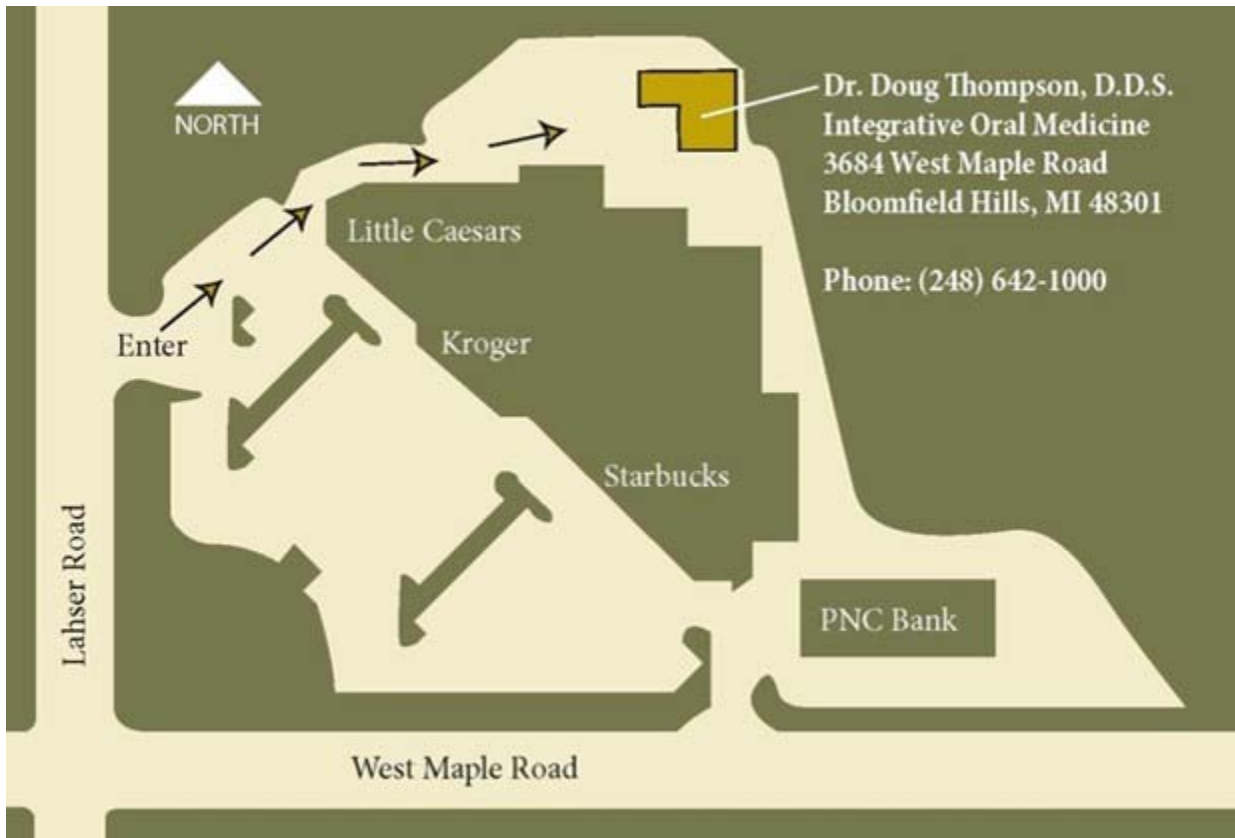 NORTH
Dr. Doug Thompson, D.D.S.
Integrative Oral Medicine
3684 West Maple Road
Bloomfield Hills, MI 48301
Phone: (248) 642-1000
Little Caesars
Enter
Kroger
Starbucks
Lahser Road
PNC Bank
West Maple Road